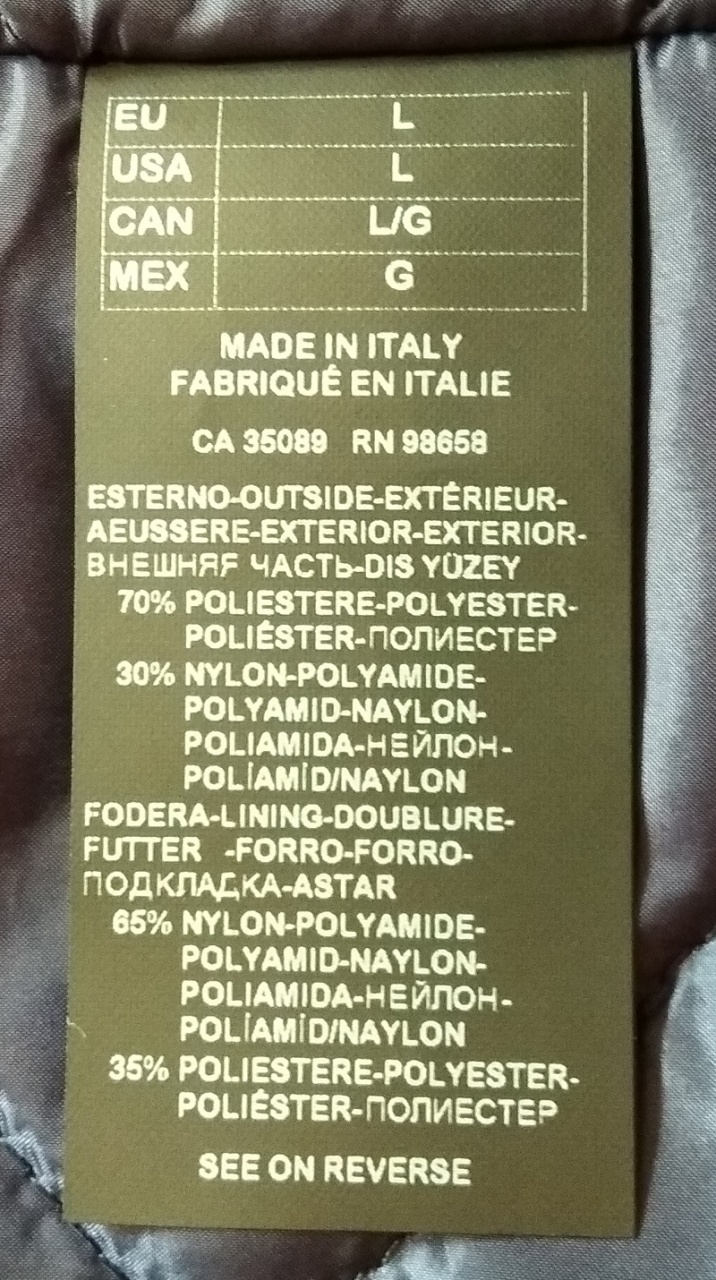 EU L
USA L
CAN L/G
MEX G
MADE IN ITALY
FABRIQUÉ EN ITALIE
CA 35089 RN 98658
ESTERNO-OUTSIDE-EXTÉRIEUR-
AEUSSERE-EXTERIOR-EXTERIOR-
ВНЕШНЯF ЧАСТЬ-DIS YÜZEY
70% POLIESTERE-POLYESTER-
POLIÉSTER-ПОЛИЕСТЕР
30% NYLON-POLYAMIDE-
POLYAMID-NAYLON-
POLIAMIDA-НЕЙЛОН-
POLİAMİD/NAYLON
FODERA-LINING-DOUBLURE-
FUTTER -FORRO-FORRO-
ПОДКЛАДКА-ASTAR
65% NYLON-POLYAMIDE-
POLYAMID-NAYLON-
POLIAMIDA-НЕЙЛОН-
POLİAMİD/NAYLON
35% POLIESTERE-POLYESTER-
POLIÉSTER-ПОЛИЕСТЕР
SEE ON REVERSE